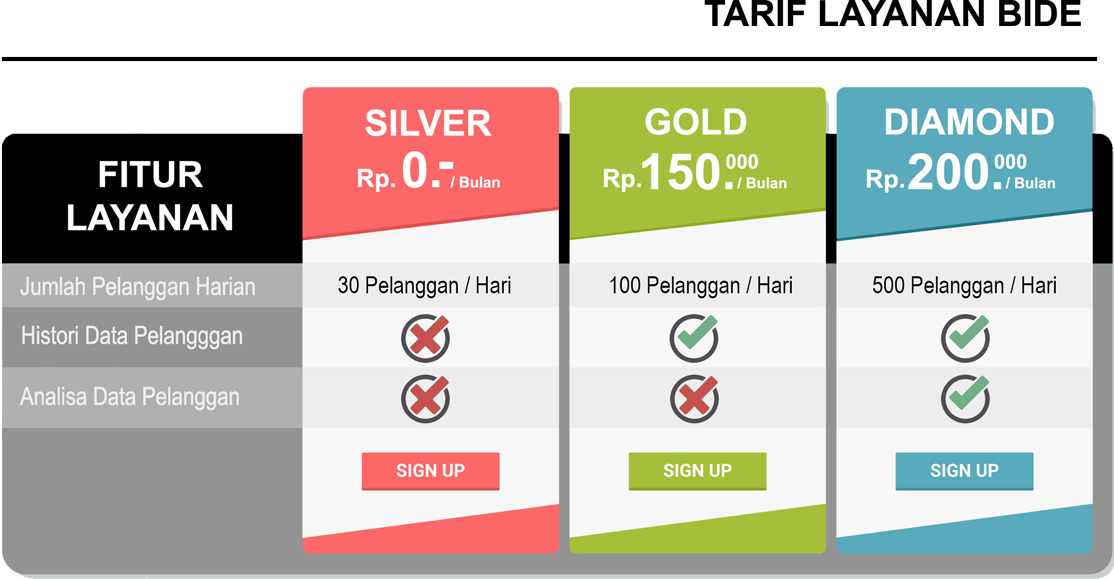 TARIF LAYANAN BIDE
FITUR
LAYANAN
SILVER
Rp. 0.- / Bulan
GOLD
Rp. 150.000 / Bulan
DIAMOND
Rp. 200.000 / Bulan
Jumlah Pelanggan Harian
30 Pelanggan / Hari
100 Pelanggan / Hari
500 Pelanggan / Hari
Histori Data Pelangggan
Analisa Data Pelanggan
SIGN UP
SIGN UP
SIGN UP